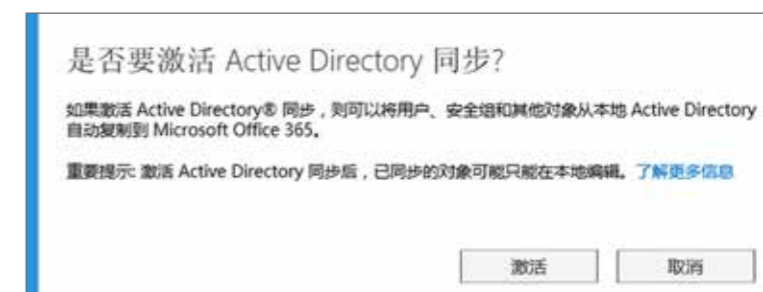 是否要激活 Active Directory 同步?
如果激活 Active Directory® 同步，则可以将用户、安全组和其他对象从本地 Active Directory
自动复制到 Microsoft Office 365。
重要提示: 激活 Active Directory 同步后，已同步的对象可能只能在本地编辑。了解更多信息
激活 取消